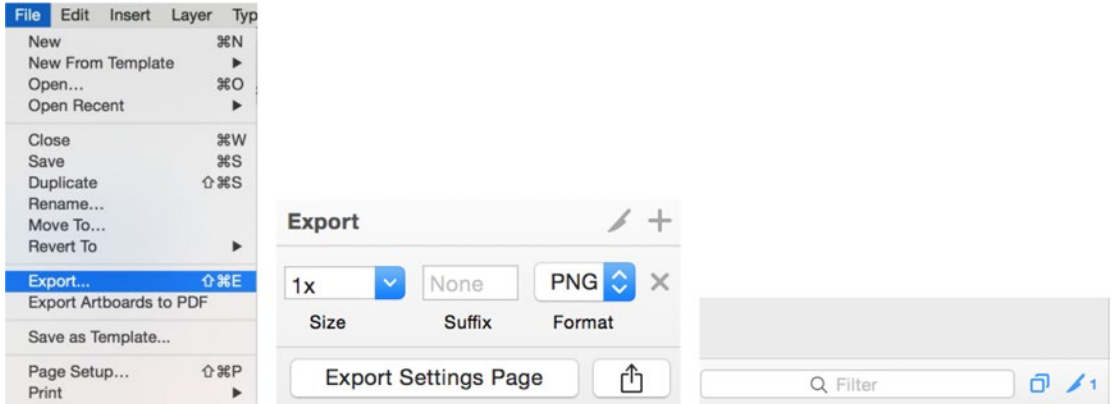 File Edit Insert Layer Typ
New ⌘N
New From Template ▶
Open... ⌘O
Open Recent ▶
Close ⌘W
Save ⌘S
Duplicate ⇧⌘S
Rename...
Move To...
Revert To ▶
Export... ⇧⌘E
Export Artboards to PDF
Save as Template...
Page Setup... ⇧⌘P
Print ▶
Export
1x None PNG
Size Suffix Format
Export Settings Page
Filter 1